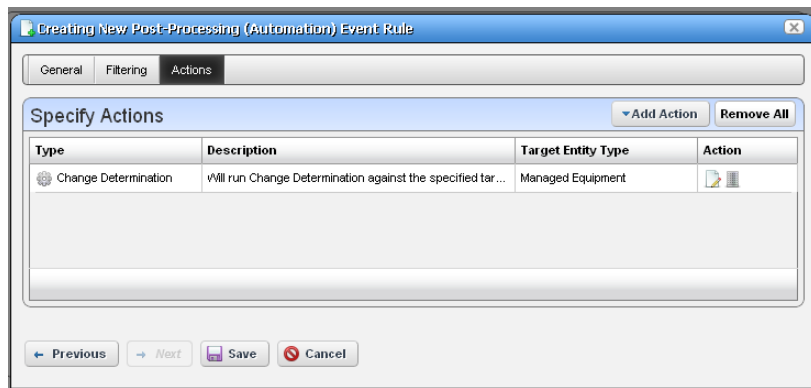 Creating New Post-Processing (Automation) Event Rule
General Filtering Actions
Specify Actions Add Action Remove All
Type Description Target Entity Type Action
Change Determination Will run Change Determination against the specified tar... Managed Equipment
Previous Next Save Cancel